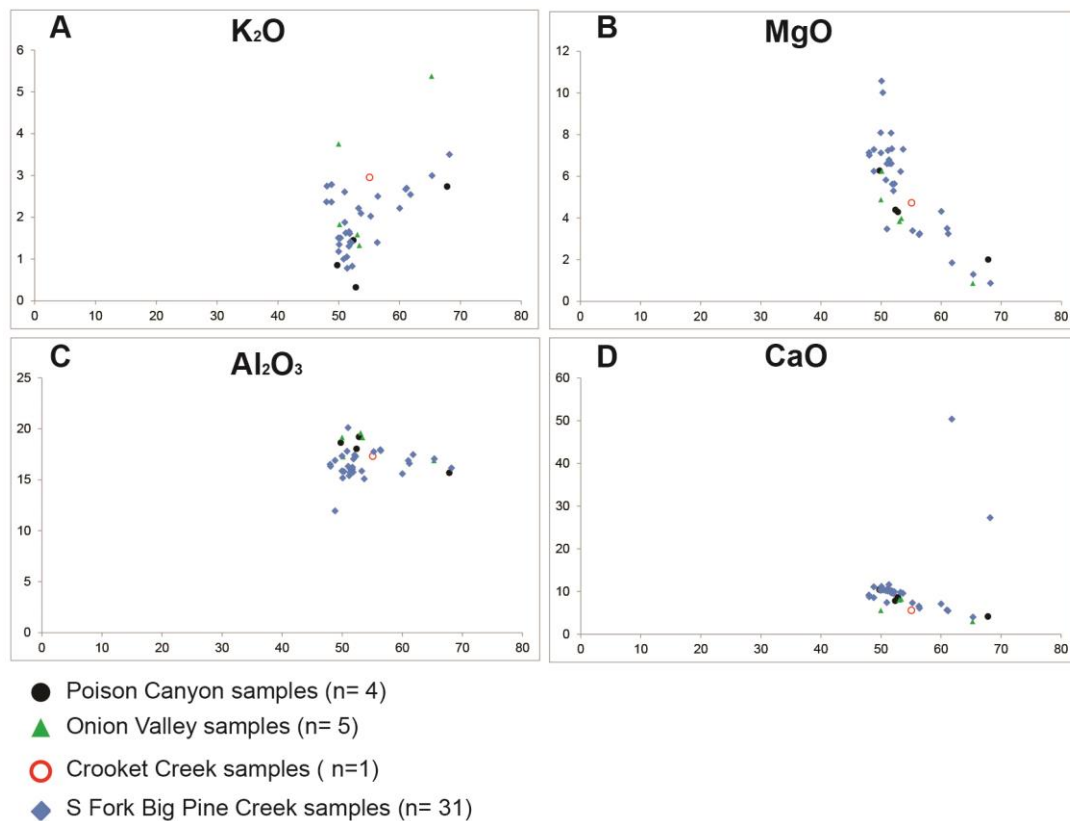 A
K₂O
6
5
4
3
2
1
0
0 10 20 30 40 50 60 70 80
B
MgO
12
10
8
6
4
2
0
0 10 20 30 40 50 60 70 80
C
Al₂O₃
25
20
15
10
5
0
0 10 20 30 40 50 60 70 80
D
CaO
60
50
40
30
20
10
0
0 10 20 30 40 50 60 70 80
Poison Canyon samples (n= 4)
Onion Valley samples (n= 5)
Crooket Creek samples ( n=1)
S Fork Big Pine Creek samples (n= 31)